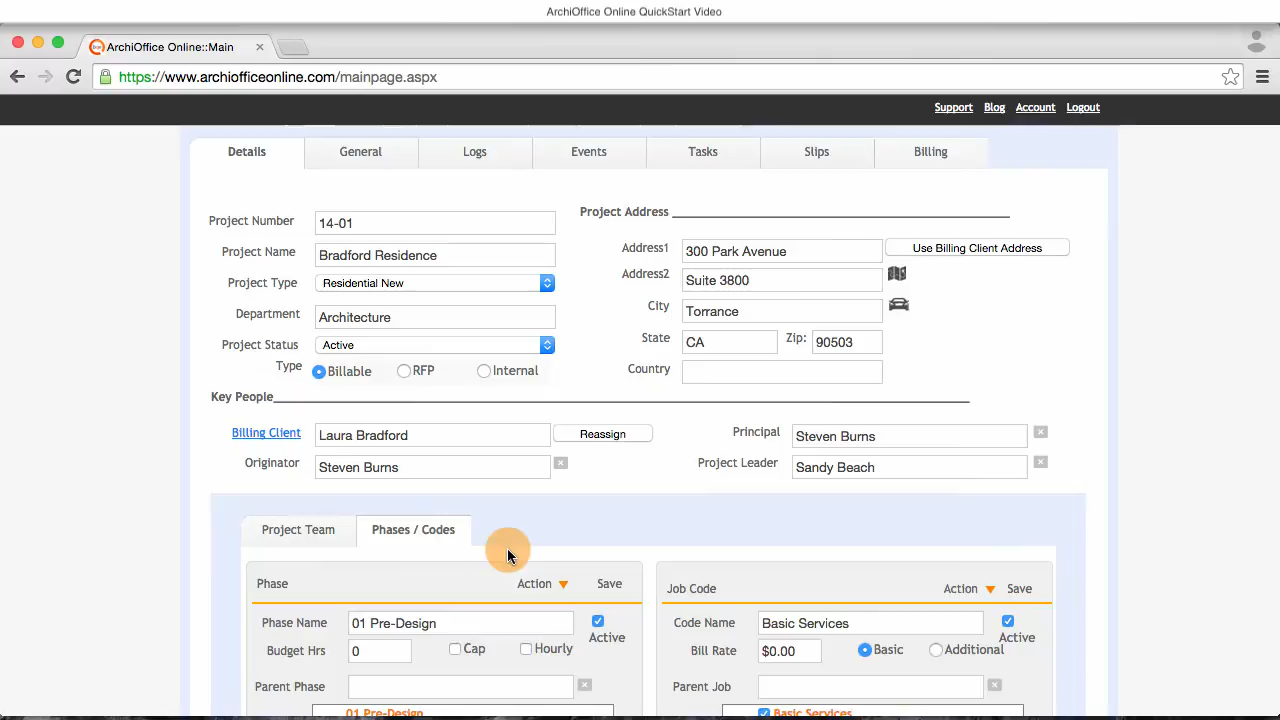 ArchiOffice Online QuickStart Video
ArchiOffice Online::Main
https://www.archiofficeonline.com/mainpage.aspx
Support Blog Account Logout
Details General Logs Events Tasks Slips Billing
Project Number 14-01
Project Name Bradford Residence
Project Type Residential New
Department Architecture
Project Status Active
Type Billable RFP Internal
Project Address
Address1 300 Park Avenue Use Billing Client Address
Address2 Suite 3800
City Torrance
State CA Zip: 90503
Country
Key People
Billing Client Laura Bradford Reassign
Originator Steven Burns
Principal Steven Burns
Project Leader Sandy Beach
Project Team Phases / Codes
Phase Action Save
Phase Name 01 Pre-Design Active
Budget Hrs 0 Cap Hourly
Parent Phase
01 Pre-Design
Job Code Action Save
Code Name Basic Services Active
Bill Rate $0.00 Basic Additional
Parent Job
Basic Services